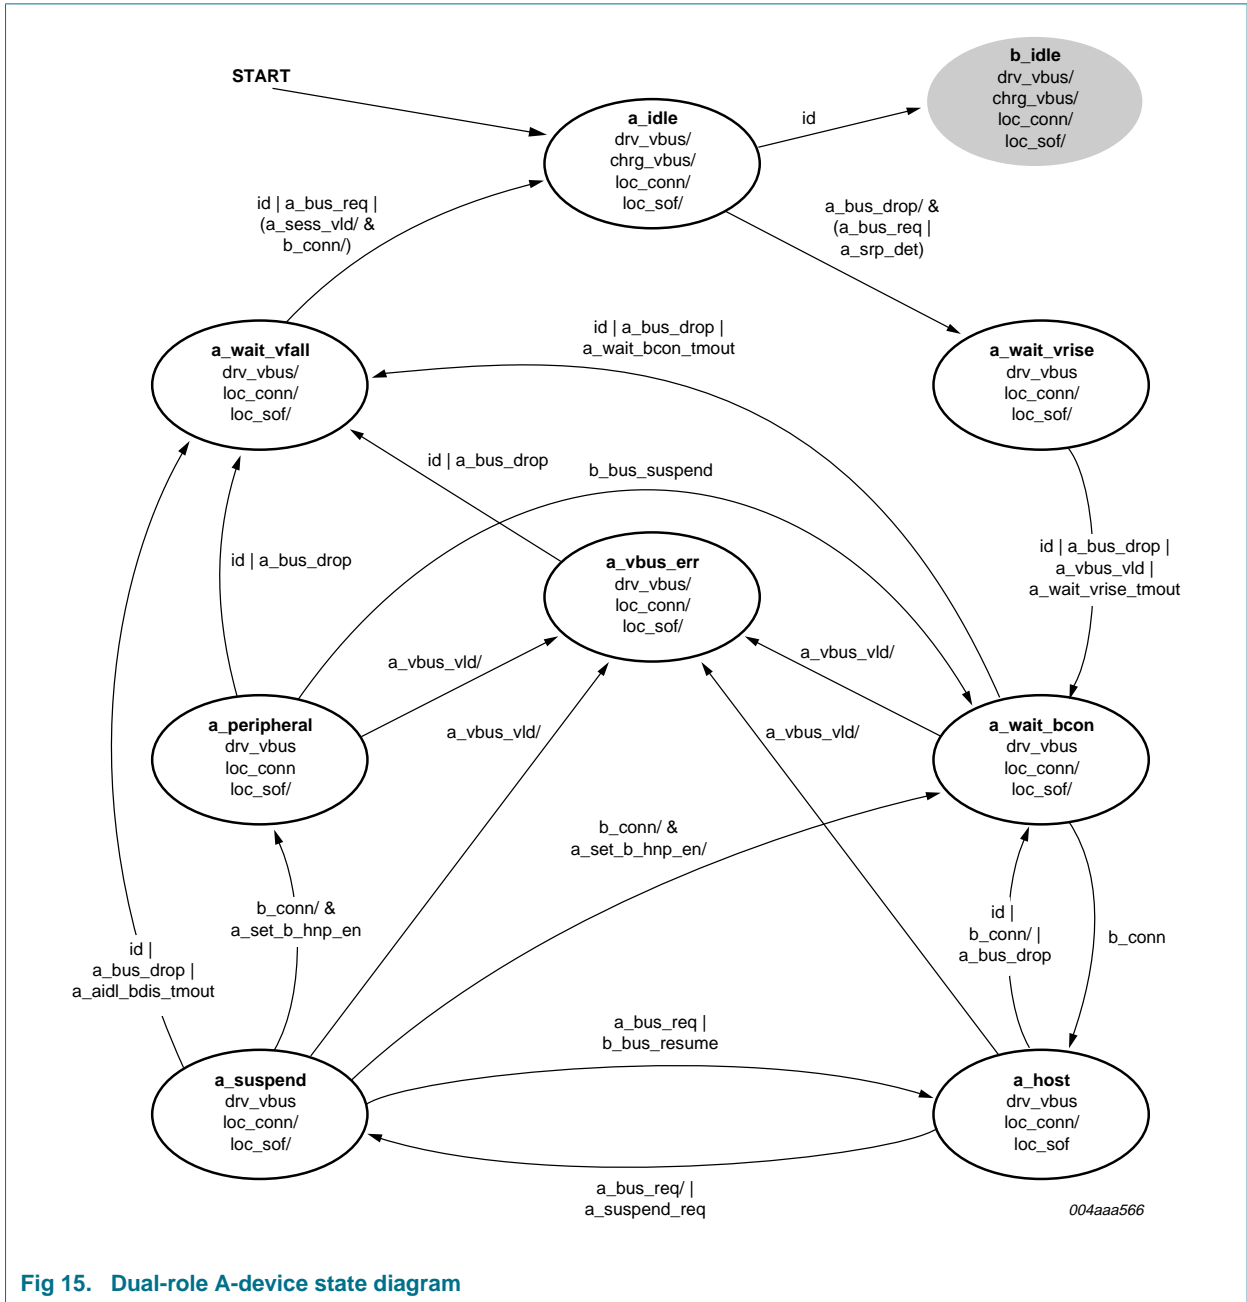 START
b_idle
drv_vbus/
chrg_vbus/
loc_conn/
loc_sof/
a_idle
drv_vbus/
chrg_vbus/
loc_conn/
loc_sof/
id
id | a_bus_req |
(a_sess_vld/ &
b_conn/)
a_bus_drop/ &
(a_bus_req |
a_srp_det)
a_wait_vfall
drv_vbus/
loc_conn/
loc_sof/
id | a_bus_drop |
a_wait_bcon_tmout
a_wait_vrise
drv_vbus
loc_conn/
loc_sof/
id | a_bus_drop
b_bus_suspend
id | a_bus_drop
a_vbus_err
drv_vbus/
loc_conn/
loc_sof/
id | a_bus_drop |
a_vbus_vld |
a_wait_vrise_tmout
a_vbus_vld/
a_vbus_vld/
a_peripheral
drv_vbus
loc_conn
loc_sof/
a_vbus_vld/
a_vbus_vld/
a_wait_bcon
drv_vbus
loc_conn/
loc_sof/
b_conn/ &
a_set_b_hnp_en/
b_conn/ &
a_set_b_hnp_en
id |
a_bus_drop |
a_aidl_bdis_tmout
id |
b_conn/ |
a_bus_drop
b_conn
a_bus_req |
b_bus_resume
a_suspend
drv_vbus
loc_conn/
loc_sof/
a_host
drv_vbus
loc_conn/
loc_sof
a_bus_req/ |
a_suspend_req
004aaa566
Fig 15. Dual-role A-device state diagram